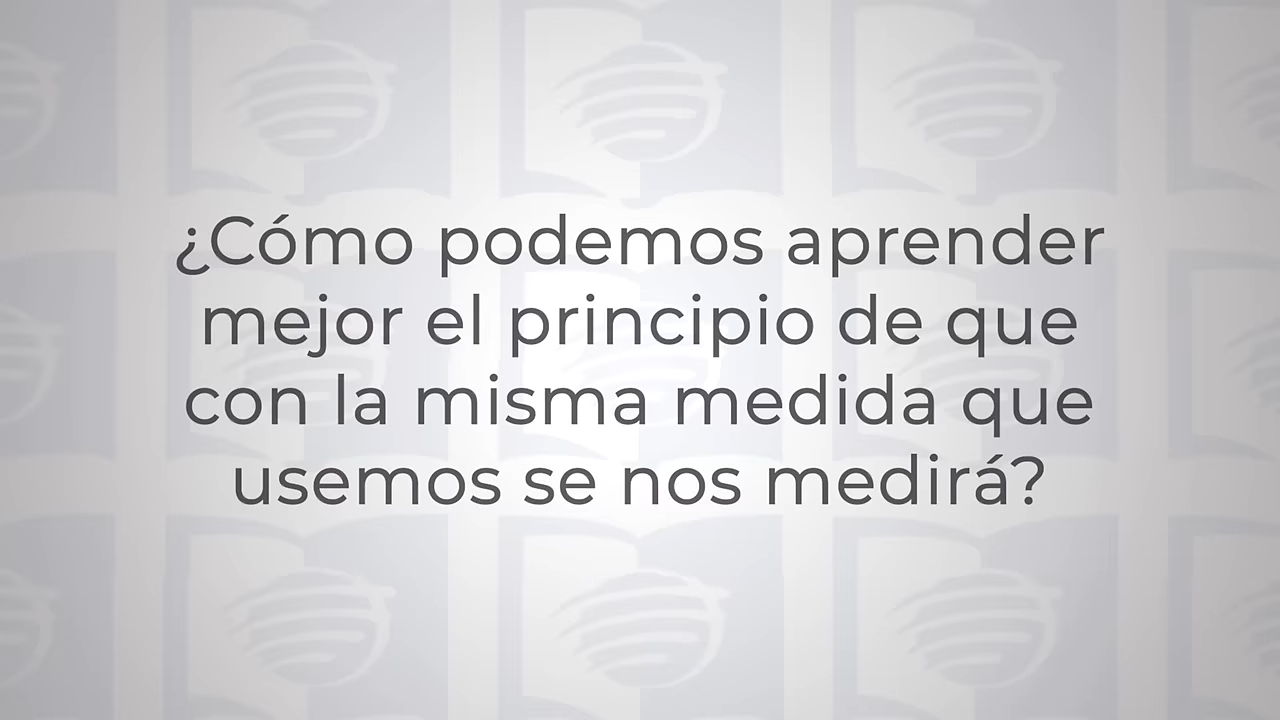 ¿Cómo podemos aprender
mejor el principio de que
con la misma medida que
usemos se nos medirá?